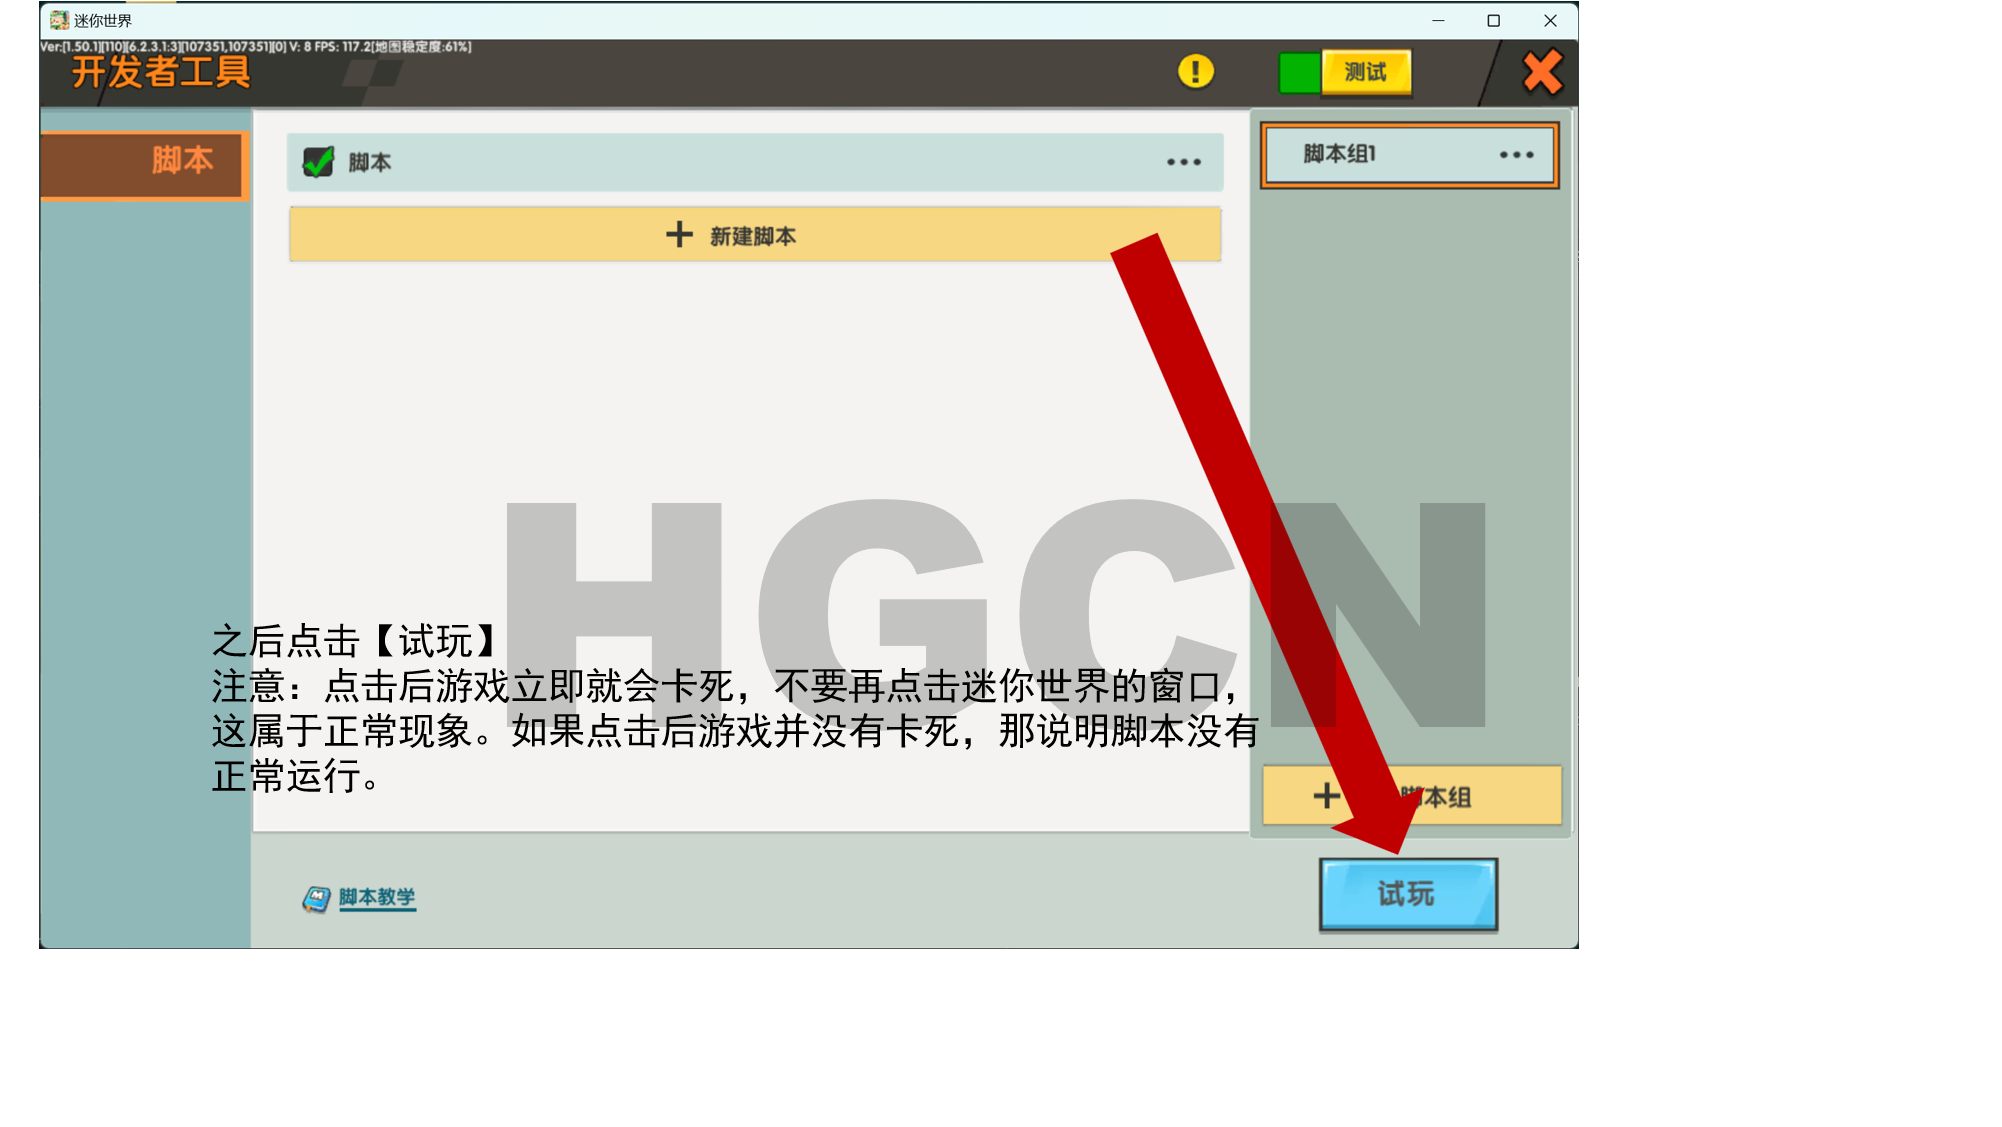 迷你世界
Ver:[1.50.1][110][6.2.3.1:3][107351,107351][0] V: 8 FPS: 117.2[地图稳定度:61%]
开发者工具
!
测试
脚本
脚本
脚本组1
新建脚本
HGCN
之后点击【试玩】
注意：点击后游戏立即就会卡死，不要再点击迷你世界的窗口，
这属于正常现象。如果点击后游戏并没有卡死，那说明脚本没有
正常运行。
脚本组
脚本教学
试玩